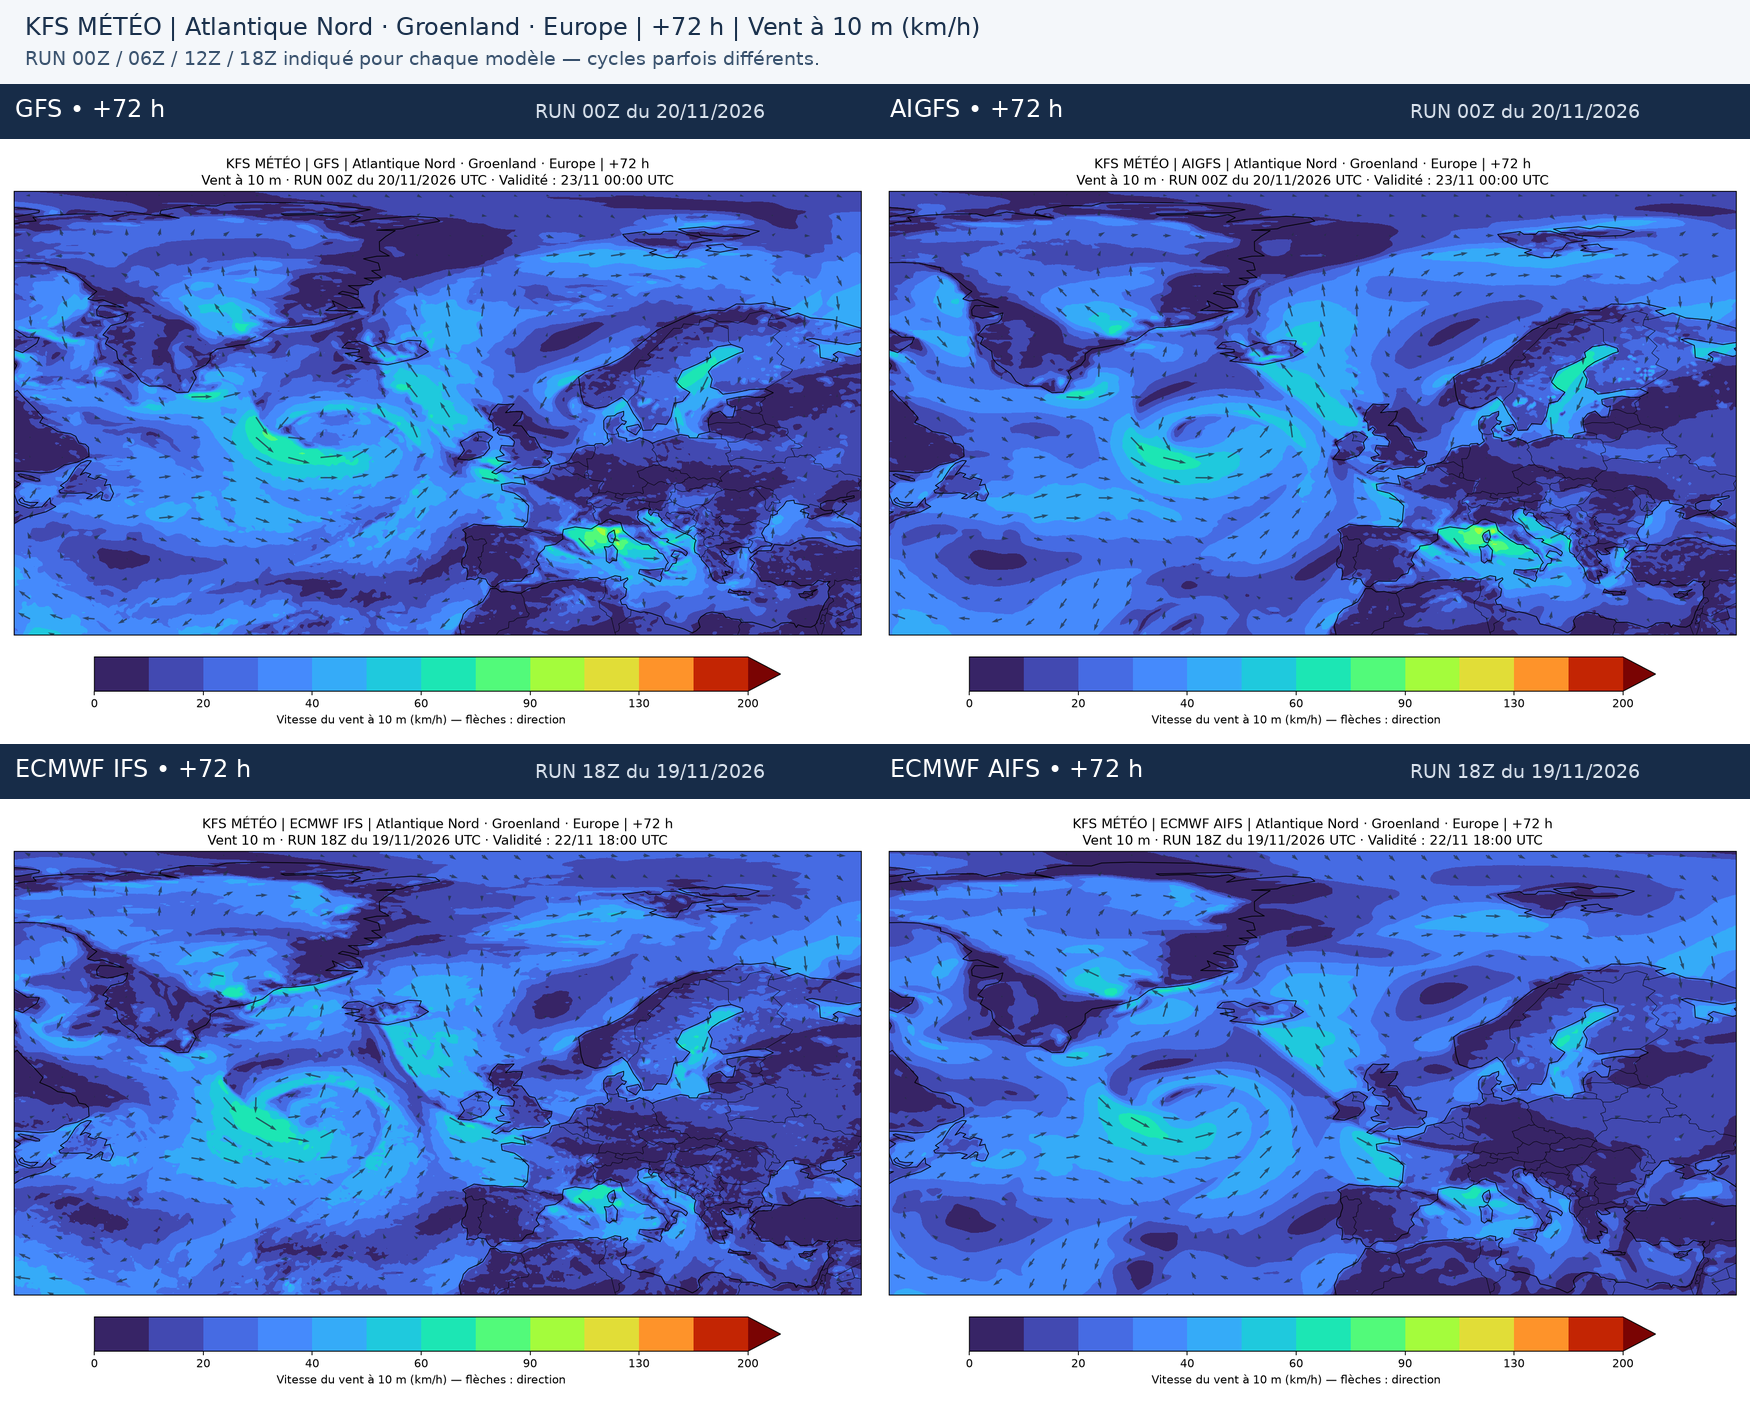 KFS MÉTÉO | Atlantique Nord · Groenland · Europe | +72 h | Vent à 10 m (km/h)
RUN 00Z / 06Z / 12Z / 18Z indiqué pour chaque modèle — cycles parfois différents.
GFS • +72 h
RUN 00Z du 20/11/2026
KFS MÉTÉO | GFS | Atlantique Nord · Groenland · Europe | +72 h
Vent à 10 m · RUN 00Z du 20/11/2026 UTC · Validité : 23/11 00:00 UTC
0 20 40 60 90 130 200
Vitesse du vent à 10 m (km/h) — flèches : direction
AIGFS • +72 h
RUN 00Z du 20/11/2026
KFS MÉTÉO | AIGFS | Atlantique Nord · Groenland · Europe | +72 h
Vent à 10 m · RUN 00Z du 20/11/2026 UTC · Validité : 23/11 00:00 UTC
0 20 40 60 90 130 200
Vitesse du vent à 10 m (km/h) — flèches : direction
ECMWF IFS • +72 h
RUN 18Z du 19/11/2026
KFS MÉTÉO | ECMWF IFS | Atlantique Nord · Groenland · Europe | +72 h
Vent 10 m · RUN 18Z du 19/11/2026 UTC · Validité : 22/11 18:00 UTC
0 20 40 60 90 130 200
Vitesse du vent à 10 m (km/h) — flèches : direction
ECMWF AIFS • +72 h
RUN 18Z du 19/11/2026
KFS MÉTÉO | ECMWF AIFS | Atlantique Nord · Groenland · Europe | +72 h
Vent 10 m · RUN 18Z du 19/11/2026 UTC · Validité : 22/11 18:00 UTC
0 20 40 60 90 130 200
Vitesse du vent à 10 m (km/h) — flèches : direction